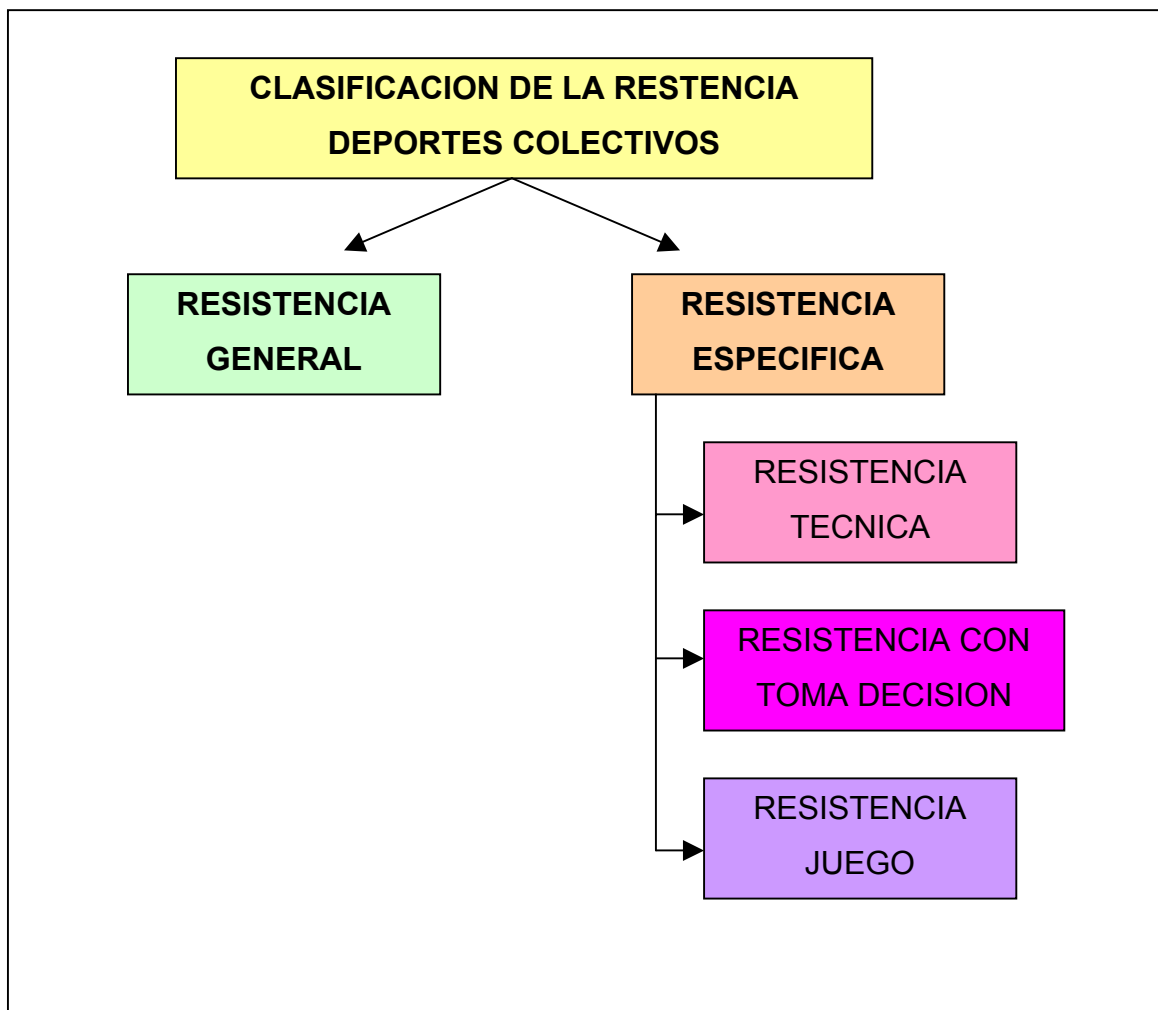 CLASIFICACION DE LA RESTENCIA
DEPORTES COLECTIVOS
RESISTENCIA
GENERAL
RESISTENCIA
ESPECIFICA
RESISTENCIA
TECNICA
RESISTENCIA CON
TOMA DECISION
RESISTENCIA
JUEGO